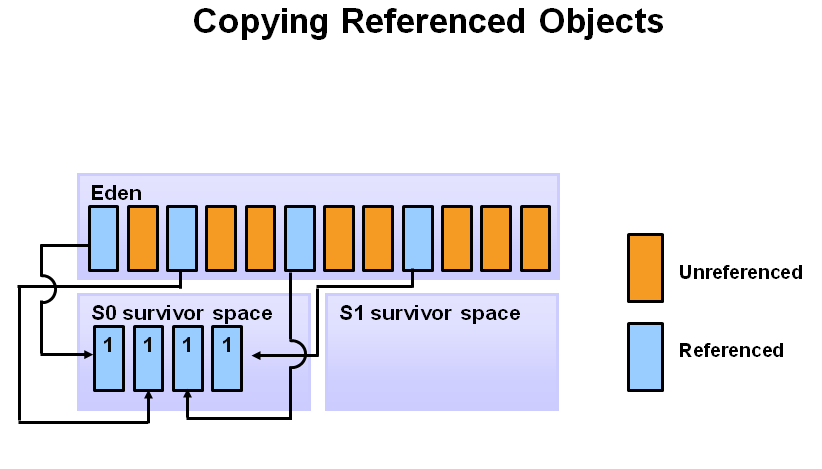 Copying Referenced Objects
Eden
S0 survivor space
S1 survivor space
1 1 1 1
Unreferenced
Referenced